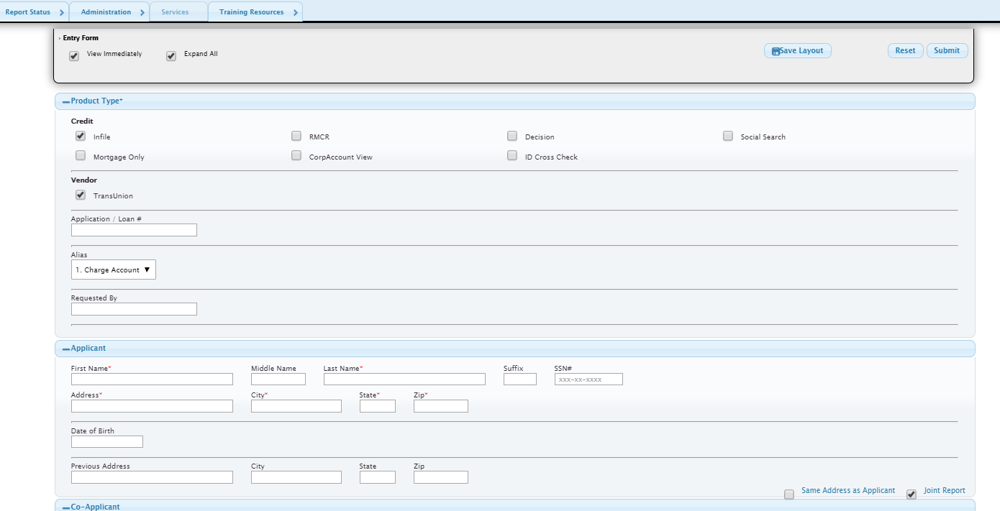 Report Status Administration Services Training Resources
Entry Form
View Immediately Expand All Save Layout Reset Submit
Product Type*
Credit
Infile RMCR Decision Social Search
Mortgage Only CorpAccount View ID Cross Check
Vendor
TransUnion
Application / Loan #
Alias
1. Charge Account
Requested By
Applicant
First Name* Middle Name Last Name* Suffix SSN#
xxx-xx-xxxx
Address* City* State* Zip*
Date of Birth
Previous Address City State Zip
Same Address as Applicant Joint Report
Co-Applicant